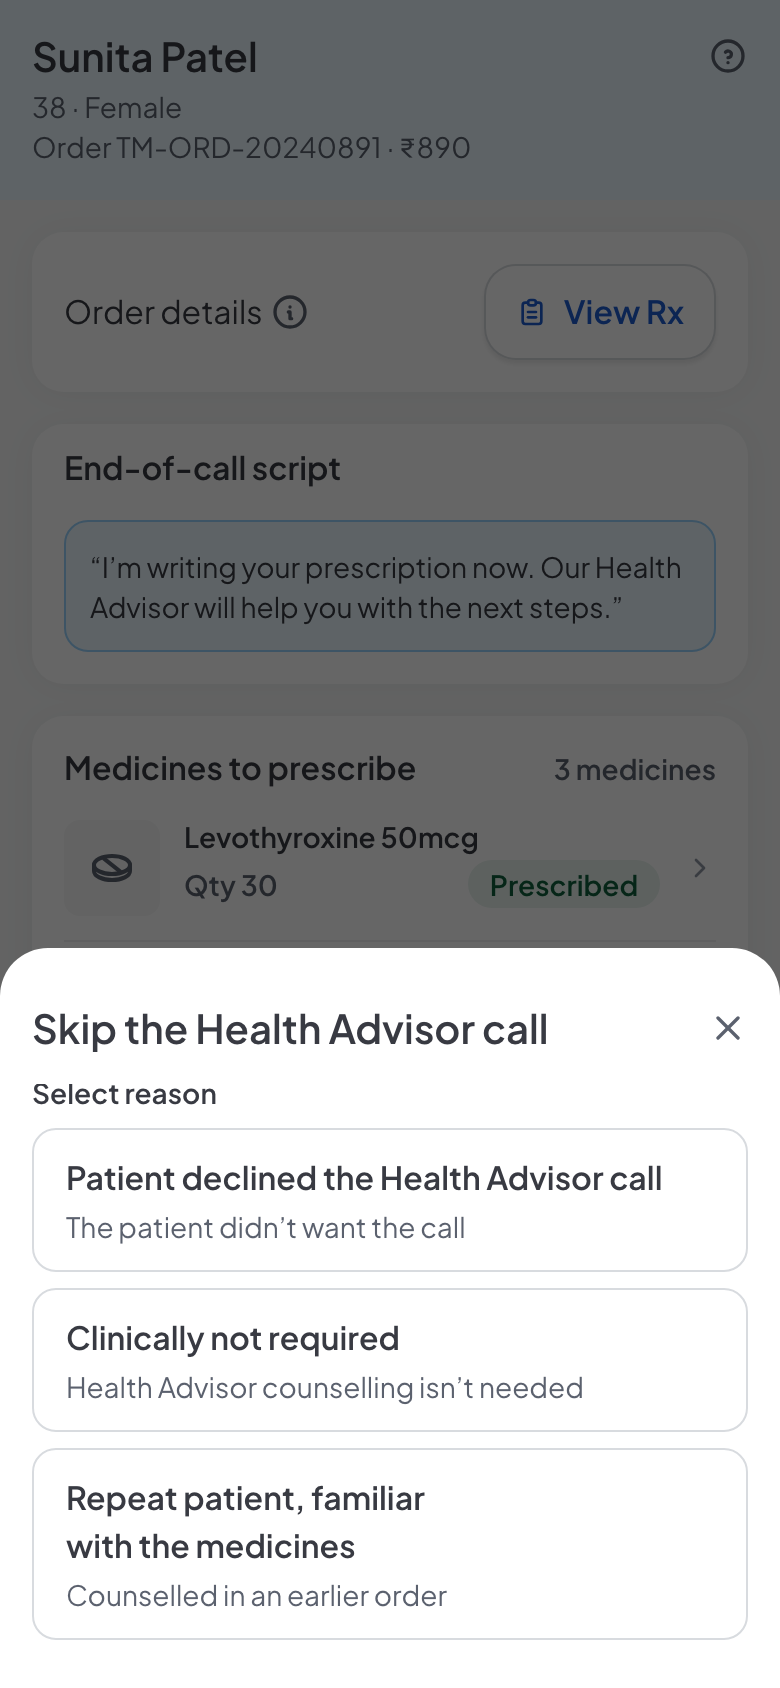 Sunita Patel
38 · Female
Order TM-ORD-20240891 · ₹890
Order details
View Rx
End-of-call script
“I’m writing your prescription now. Our Health
Advisor will help you with the next steps.”
Medicines to prescribe
3 medicines
Levothyroxine 50mcg
Qty 30
Prescribed
Skip the Health Advisor call
Select reason
Patient declined the Health Advisor call
The patient didn’t want the call
Clinically not required
Health Advisor counselling isn’t needed
Repeat patient, familiar
with the medicines
Counselled in an earlier order